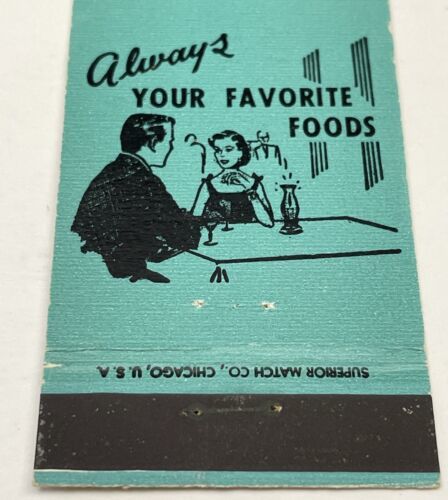 Always
YOUR FAVORITE
FOODS
SUPERIOR MATCH CO., CHICAGO, U. S. A.